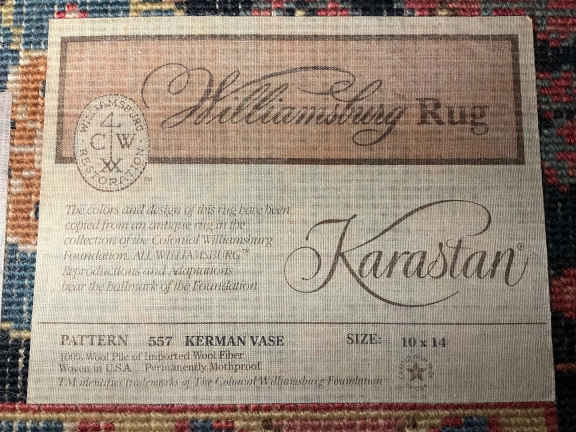 Williamsburg Rug
WILLIAMSBURG
C W
RESTORATION
TM
The colors and design of this rug have been
copied from an antique rug in the
collection of the Colonial Williamsburg
Foundation. ALL WILLIAMSBURG™
Reproductions and Adaptations
bear the hallmark of the Foundation
Karastan®
PATTERN 557 KERMAN VASE SIZE: 10 x 14
100% Wool Pile of Imported Wool Fiber
Woven in U.S.A. Permanently Mothproof
T.M. identifies trademarks of The Colonial Williamsburg Foundation